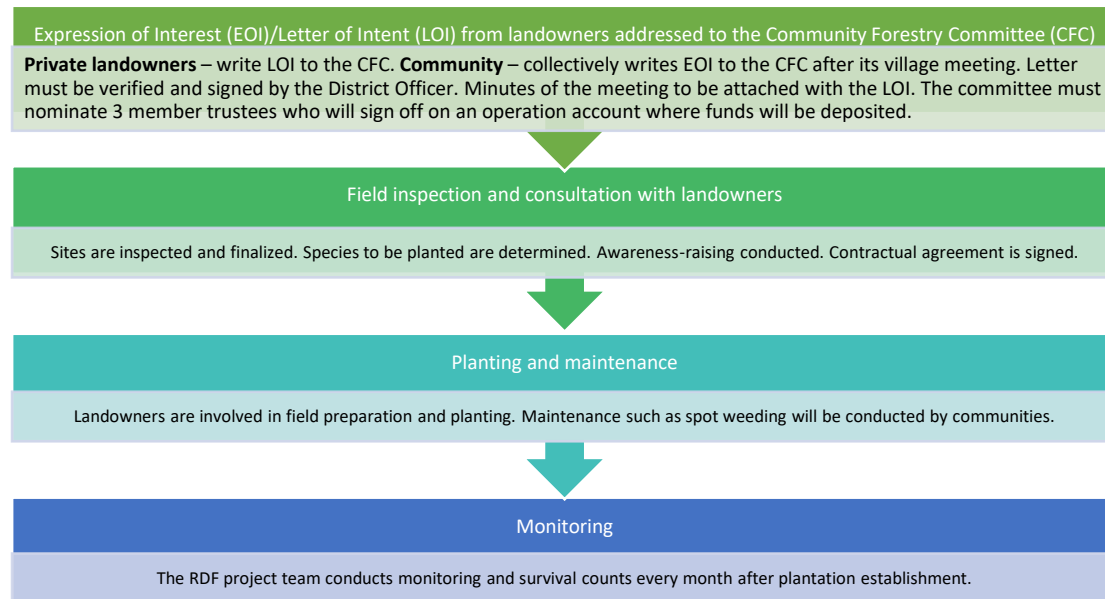 Expression of Interest (EOI)/Letter of Intent (LOI) from landowners addressed to the Community Forestry Committee (CFC)
Private landowners – write LOI to the CFC. Community – collectively writes EOI to the CFC after its village meeting. Letter
must be verified and signed by the District Officer. Minutes of the meeting to be attached with the LOI. The committee must
nominate 3 member trustees who will sign off on an operation account where funds will be deposited.
Field inspection and consultation with landowners
Sites are inspected and finalized. Species to be planted are determined. Awareness-raising conducted. Contractual agreement is signed.
Planting and maintenance
Landowners are involved in field preparation and planting. Maintenance such as spot weeding will be conducted by communities.
Monitoring
The RDF project team conducts monitoring and survival counts every month after plantation establishment.